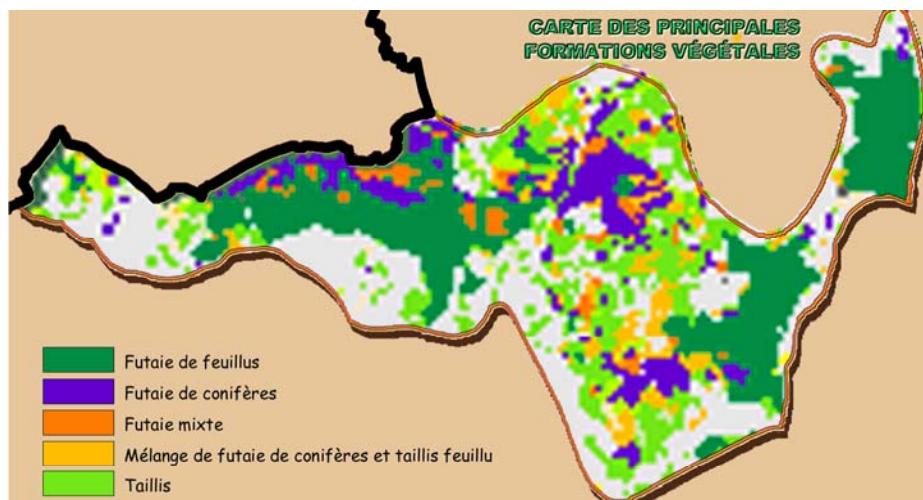 CARTE DES PRINCIPALES
FORMATIONS VÉGÉTALES
Futaie de feuillus
Futaie de conifères
Futaie mixte
Mélange de futaie de conifères et taillis feuillu
Taillis